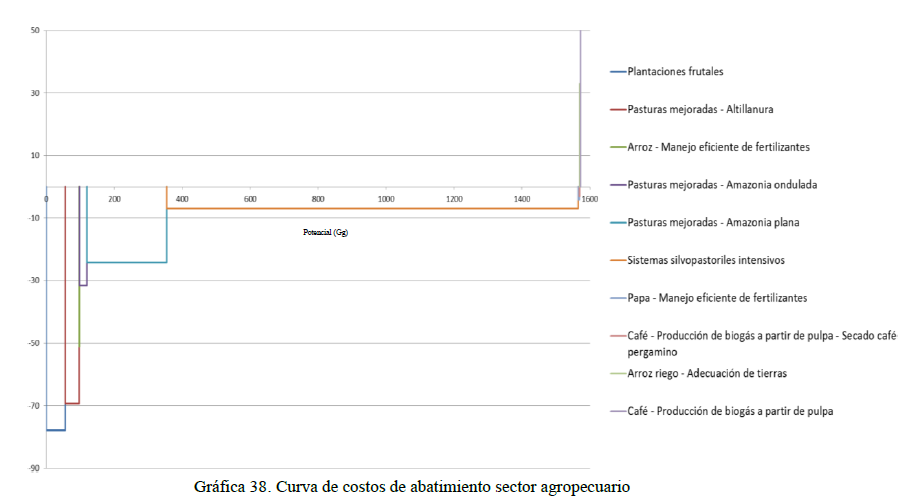 50
30
10
0
200
400
600
800
1000
1200
1400
1600
-10
Potencial (Gg)
-30
-50
-70
-90
Plantaciones frutales
Pasturas mejoradas - Altillanura
Arroz - Manejo eficiente de fertilizantes
Pasturas mejoradas - Amazonia ondulada
Pasturas mejoradas - Amazonia plana
Sistemas silvopastoriles intensivos
Papa - Manejo eficiente de fertilizantes
Café - Producción de biogás a partir de pulpa - Secado café
pergamino
Arroz riego - Adecuación de tierras
Café - Producción de biogás a partir de pulpa
Gráfica 38. Curva de costos de abatimiento sector agropecuario